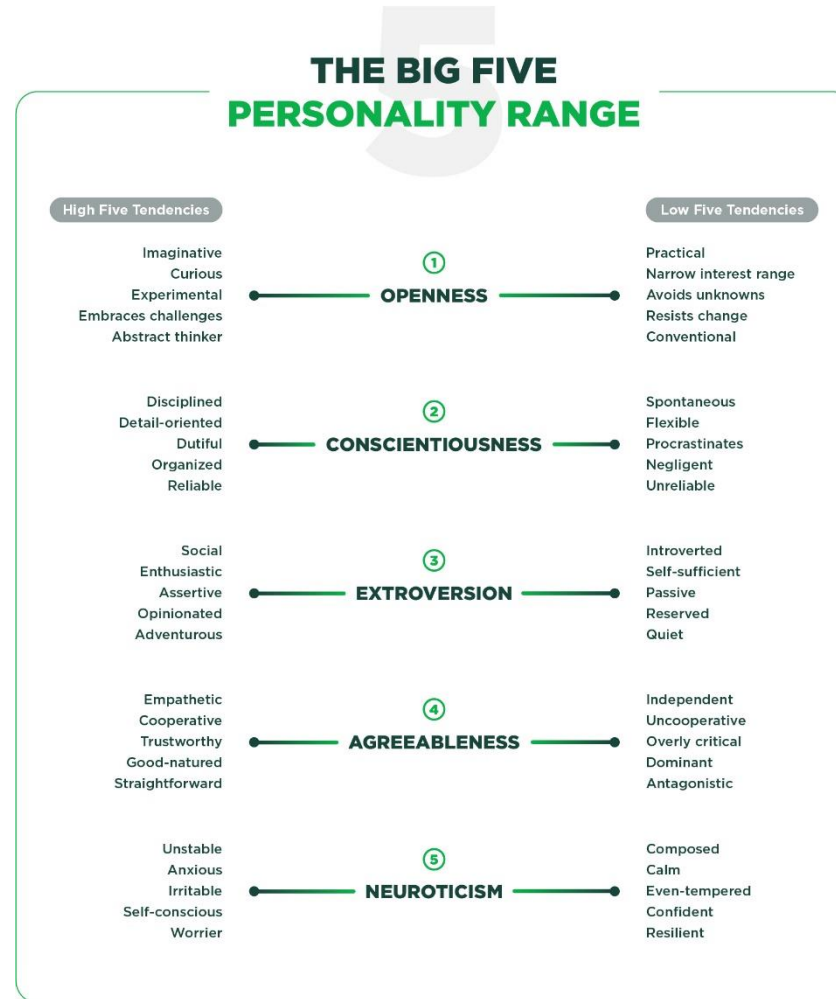 5
THE BIG FIVE
PERSONALITY RANGE
High Five Tendencies
Low Five Tendencies
Imaginative
Curious
Experimental
Embraces challenges
Abstract thinker
1
OPENNESS
Practical
Narrow interest range
Avoids unknowns
Resists change
Conventional
Disciplined
Detail-oriented
Dutiful
Organized
Reliable
2
CONSCIENTIOUSNESS
Spontaneous
Flexible
Procrastinates
Negligent
Unreliable
Social
Enthusiastic
Assertive
Opinionated
Adventurous
3
EXTROVERSION
Introverted
Self-sufficient
Passive
Reserved
Quiet
Empathetic
Cooperative
Trustworthy
Good-natured
Straightforward
4
AGREEABLENESS
Independent
Uncooperative
Overly critical
Dominant
Antagonistic
Unstable
Anxious
Irritable
Self-conscious
Worrier
5
NEUROTICISM
Composed
Calm
Even-tempered
Confident
Resilient